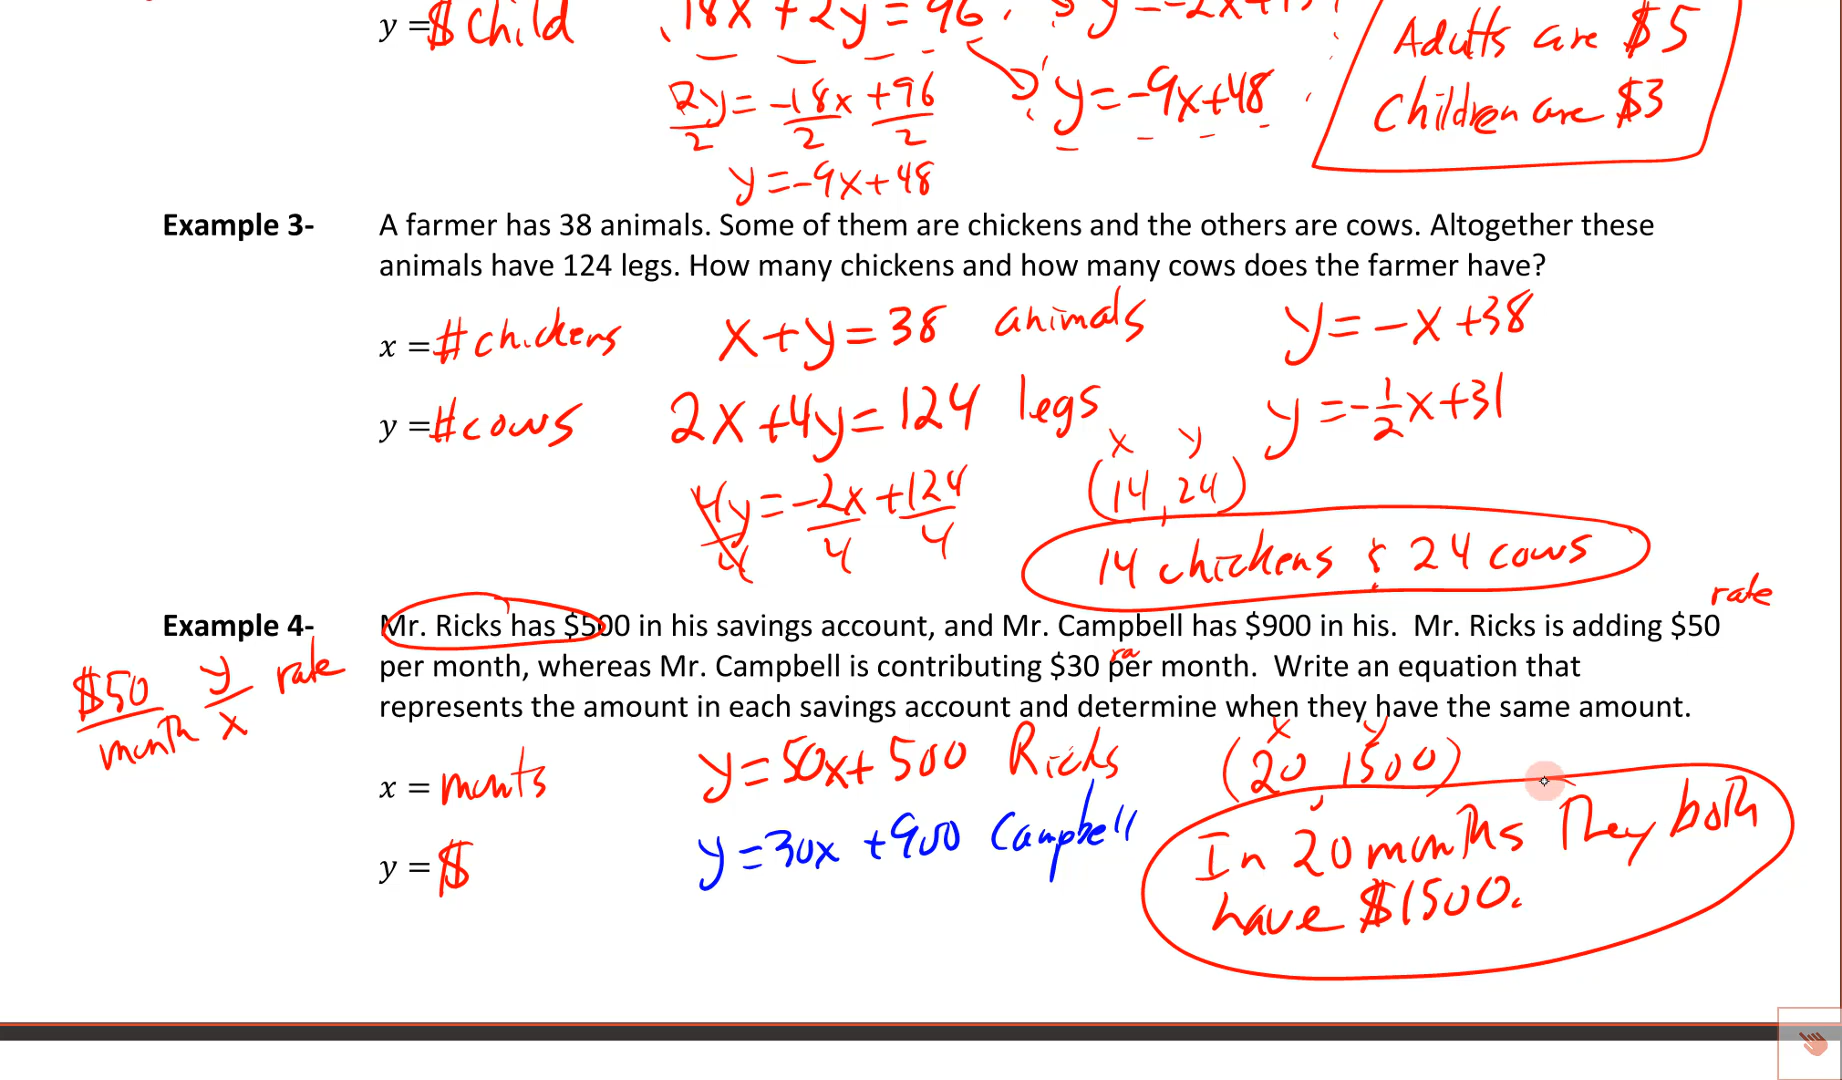 y = $ child .18x + 2y = 96. y = -2x+1 Adults are $5
2y = -18x +96 y = -9x+48 Children are $3
2 2 2
y = -9x+48
Example 3- A farmer has 38 animals. Some of them are chickens and the others are cows. Altogether these
animals have 124 legs. How many chickens and how many cows does the farmer have?
x = #chickens x+y = 38 animals y = -x +38
y = #cows 2x +4y = 124 legs y = -1/2x+31
x y
4y = -2x +124 (14, 24)
4 4 4
14 chickens & 24 cows
rate
Example 4- Mr. Ricks has $500 in his savings account, and Mr. Campbell has $900 in his. Mr. Ricks is adding $50
$50 y rate per month, whereas Mr. Campbell is contributing $30 per month. Write an equation that
ra
month x represents the amount in each savings account and determine when they have the same amount.
x y
x = monts y = 50x+ 500 Ricks (20, 1500)
y = $ y = 30x +900 Campbell
In 20 months They both
have $1500.